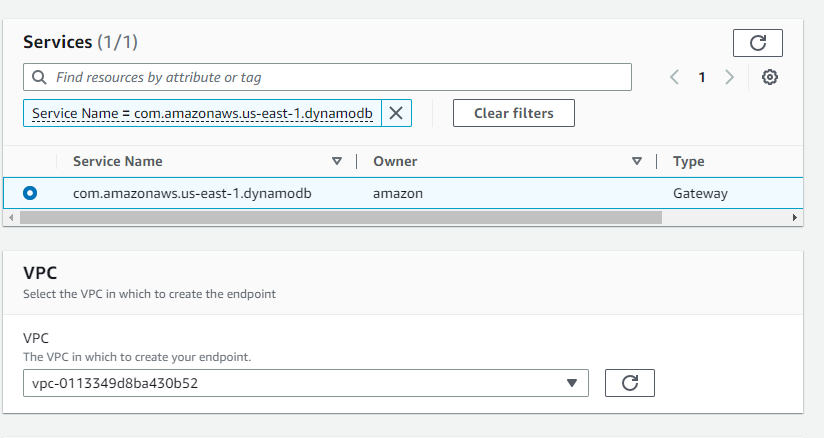 Services (1/1)
Find resources by attribute or tag
1
Service Name = com.amazonaws.us-east-1.dynamodb
Clear filters
Service Name Owner Type
com.amazonaws.us-east-1.dynamodb amazon Gateway
VPC
Select the VPC in which to create the endpoint
VPC
The VPC in which to create your endpoint.
vpc-0113349d8ba430b52